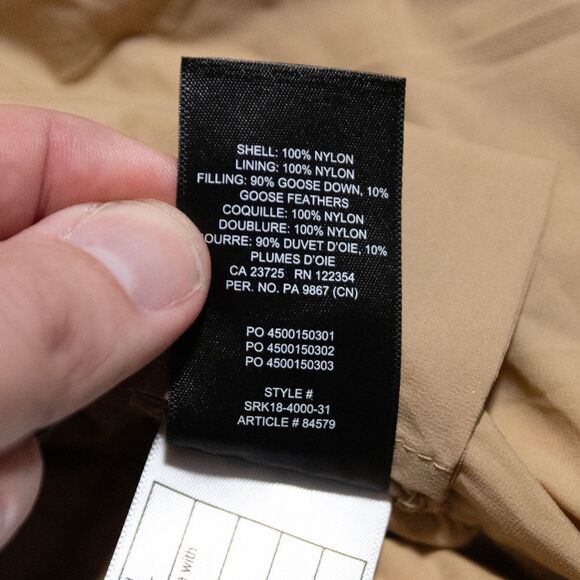 SHELL: 100% NYLON
LINING: 100% NYLON
FILLING: 90% GOOSE DOWN, 10%
GOOSE FEATHERS
COQUILLE: 100% NYLON
DOUBLURE: 100% NYLON
OURRE: 90% DUVET D'OIE, 10%
PLUMES D'OIE
CA 23725 RN 122354
PER. NO. PA 9867 (CN)
PO 4500150301
PO 4500150302
PO 4500150303
STYLE #
SRK18-4000-31
ARTICLE # 84579
with